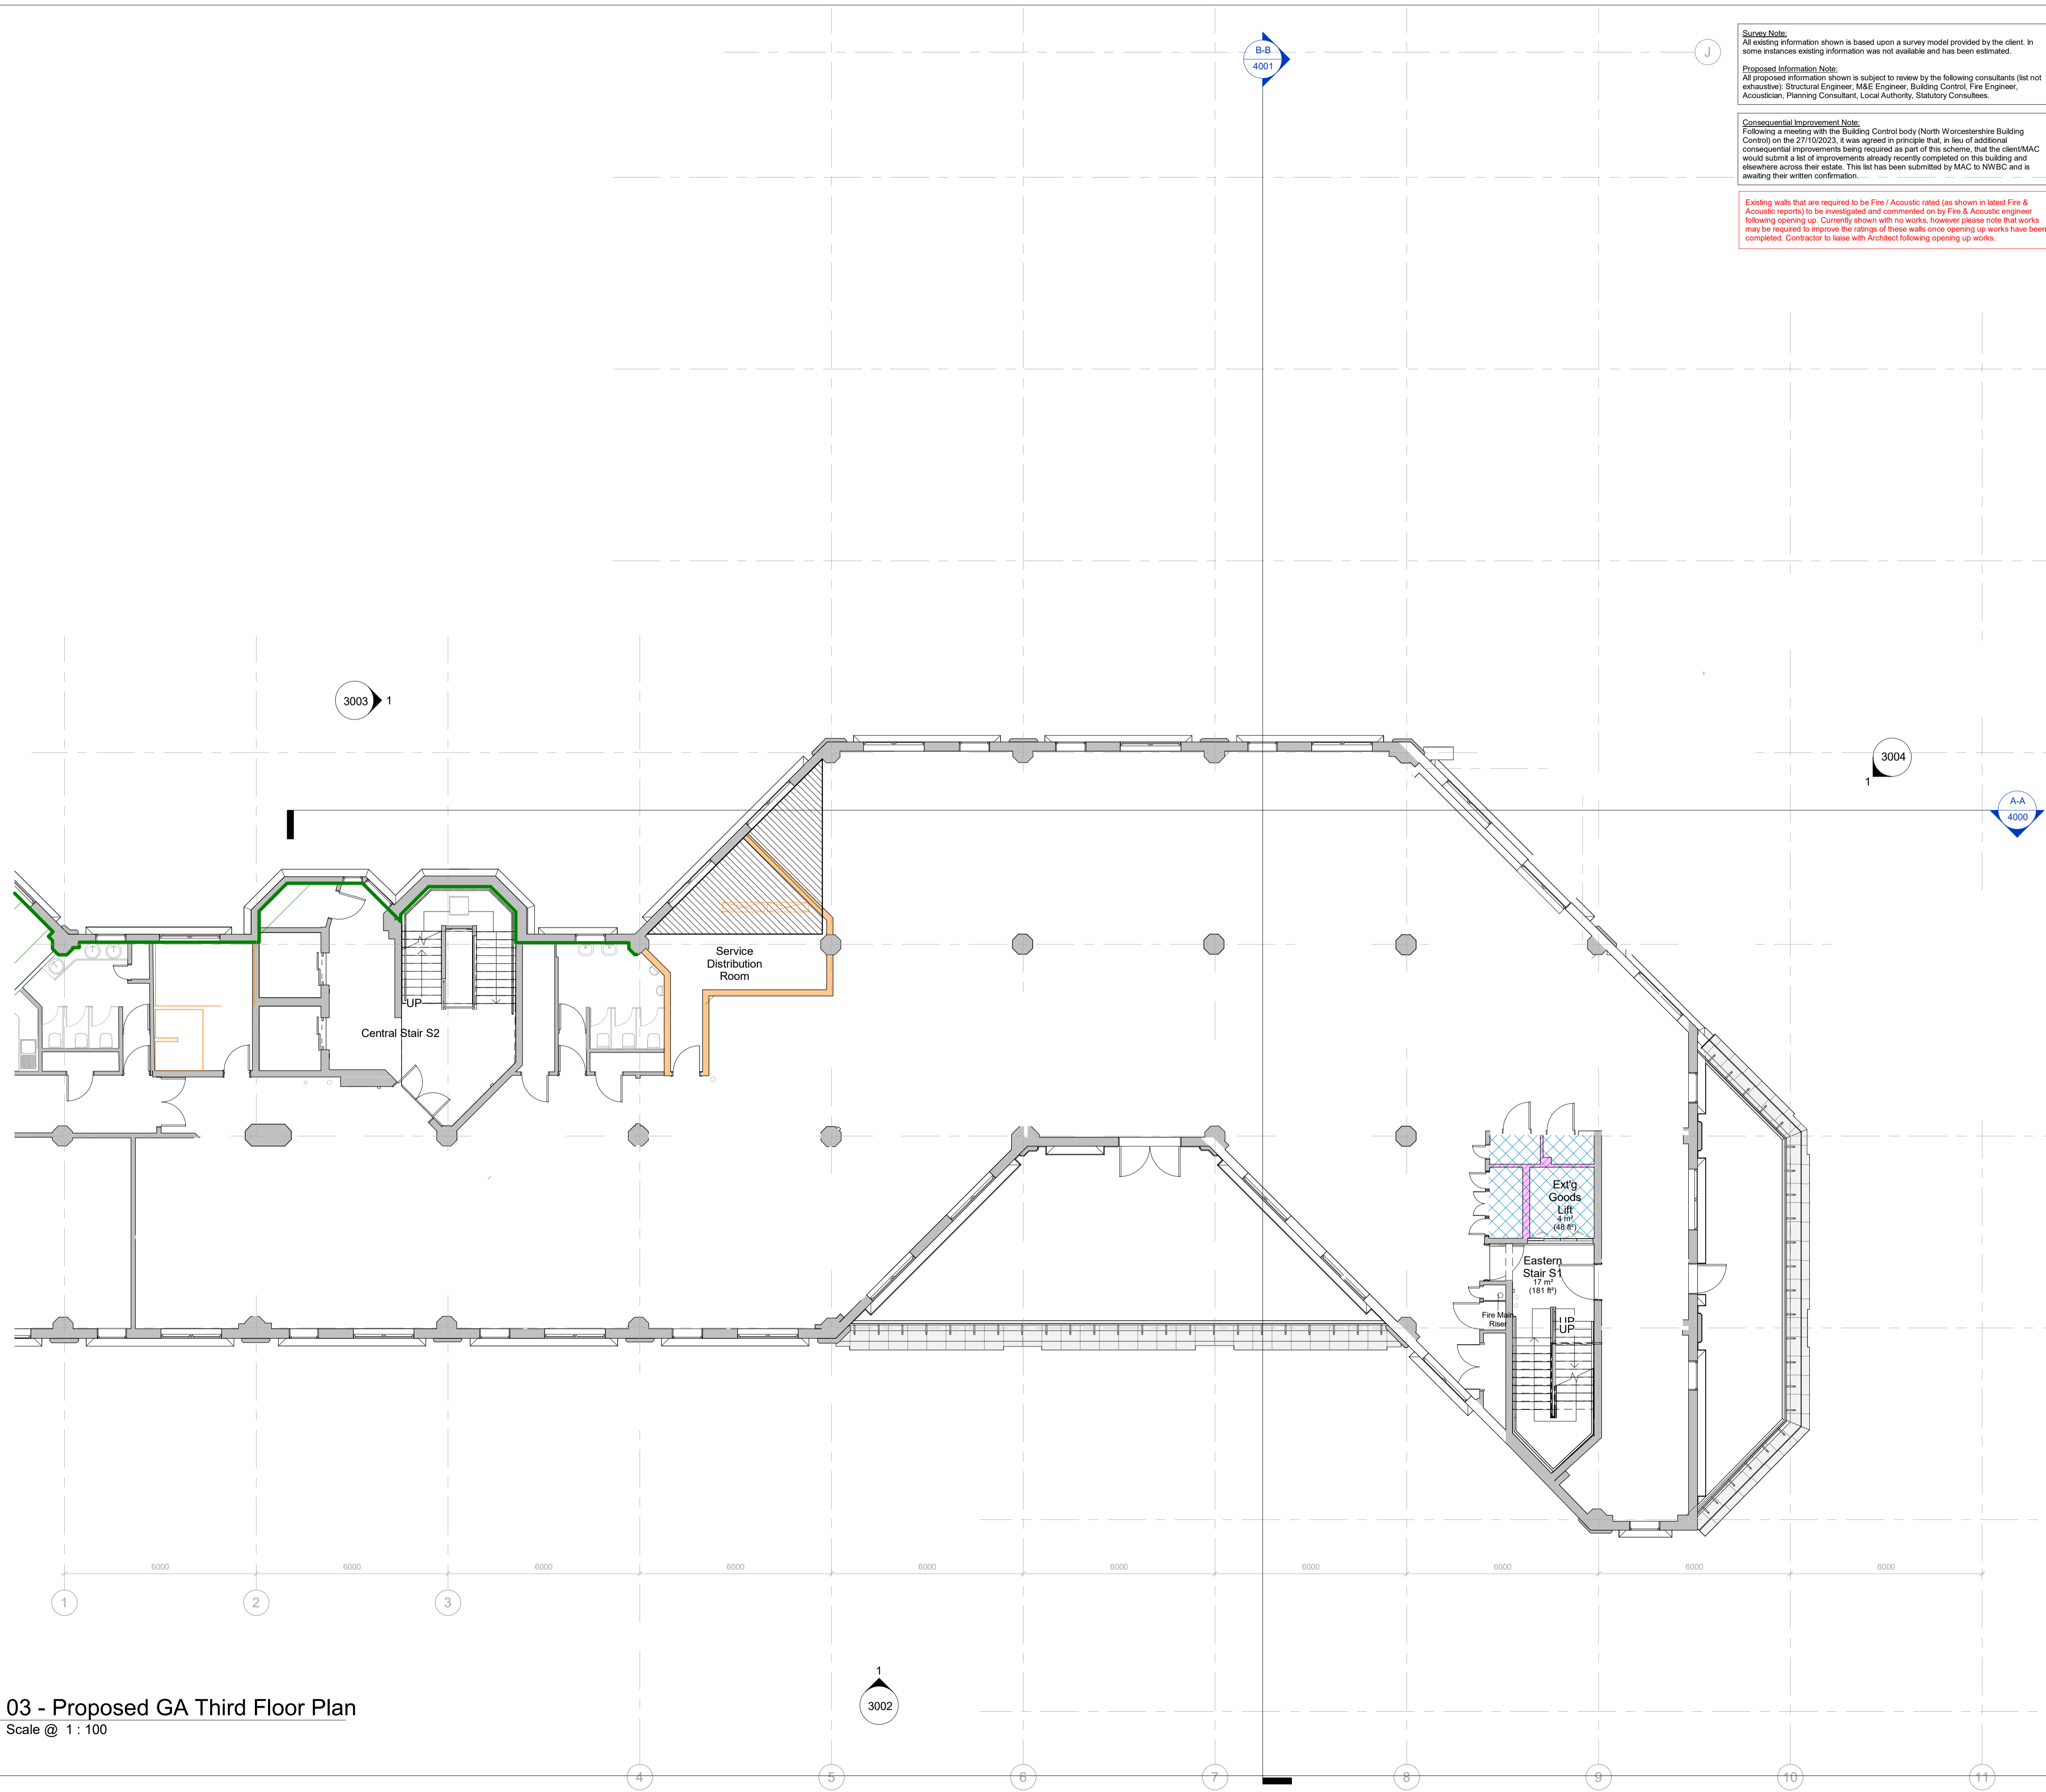 B-B
4001
J
Survey Note:
All existing information shown is based upon a survey model provided by the client. In
some instances existing information was not available and has been estimated.
Proposed Information Note:
All proposed information shown is subject to review by the following consultants (list not
exhaustive): Structural Engineer, M&E Engineer, Building Control, Fire Engineer,
Acoustician, Planning Consultant, Local Authority, Statutory Consultees.
Consequential Improvement Note:
Following a meeting with the Building Control body (North Worcestershire Building
Control) on the 27/10/2023, it was agreed in principle that, in lieu of additional
consequential improvements being required as part of this scheme, that the client/MAC
would submit a list of improvements already recently completed on this building and
elsewhere across their estate. This list has been submitted by MAC to NWBC and is
awaiting their written confirmation.
Existing walls that are required to be Fire / Acoustic rated (as shown in latest Fire &
Acoustic reports) to be investigated and commented on by Fire & Acoustic engineer
following opening up. Currently shown with no works, however please note that works
may be required to improve the ratings of these walls once opening up works have been
completed. Contractor to liaise with Architect following opening up works.
3003
1
3004
1
A-A
4000
Service
Distribution
Room
UP
Central Stair S2
Ext'g
Goods
Lift
4 m²
(48 ft²)
Eastern
Stair S1
17 m²
(181 ft²)
Fire Main
Riser
UP
UP
6000
6000
6000
6000
6000
6000
6000
6000
6000
6000
1
2
3
1
3002
03 - Proposed GA Third Floor Plan
Scale @ 1 : 100
4
5
6
7
8
9
10
11